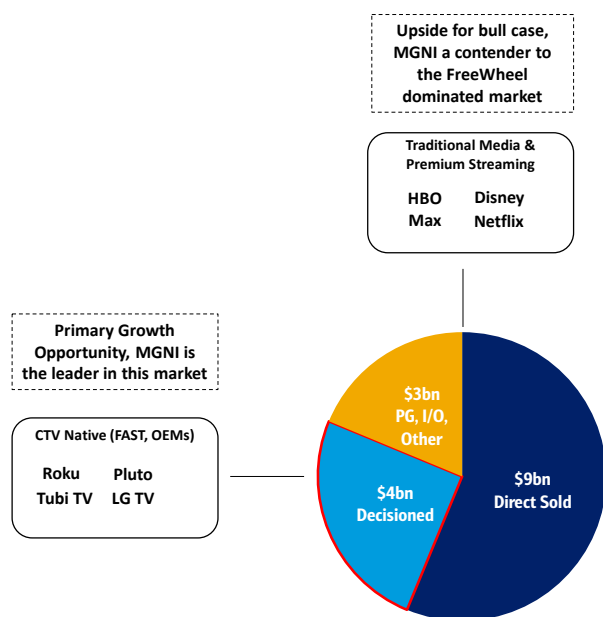 Upside for bull case,
MGNI a contender to
the FreeWheel
dominated market
Traditional Media &
Premium Streaming
HBO Disney
Max Netflix
Primary Growth
Opportunity, MGNI is
the leader in this market
CTV Native (FAST, OEMs)
Roku Pluto
Tubi TV LG TV
$3bn
PG, I/O,
Other
$4bn
Decisioned
$9bn
Direct Sold